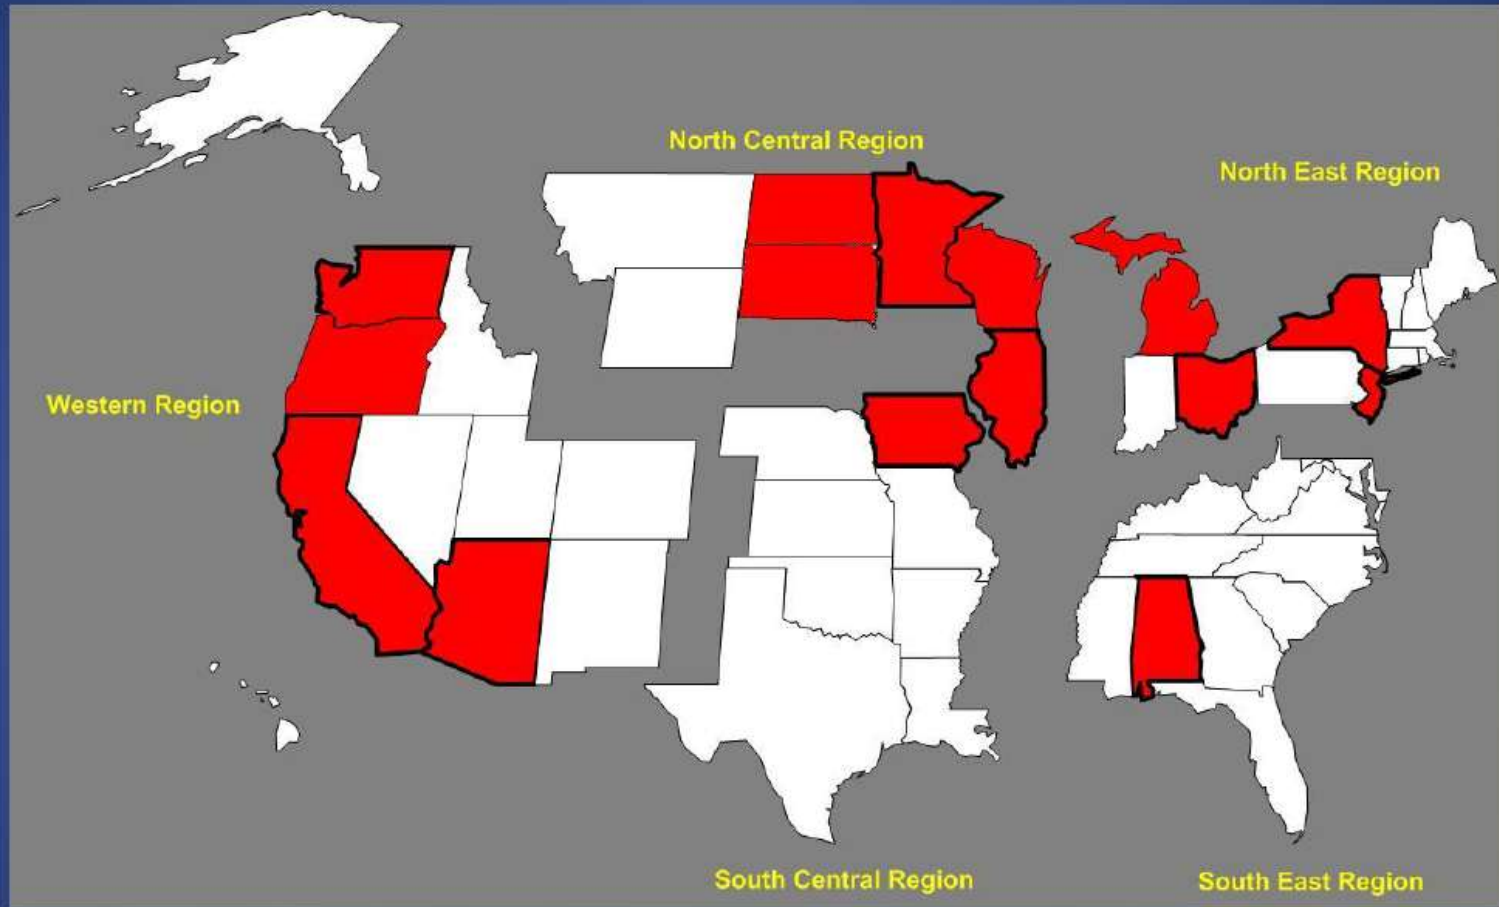 North Central Region
North East Region
Western Region
South Central Region
South East Region